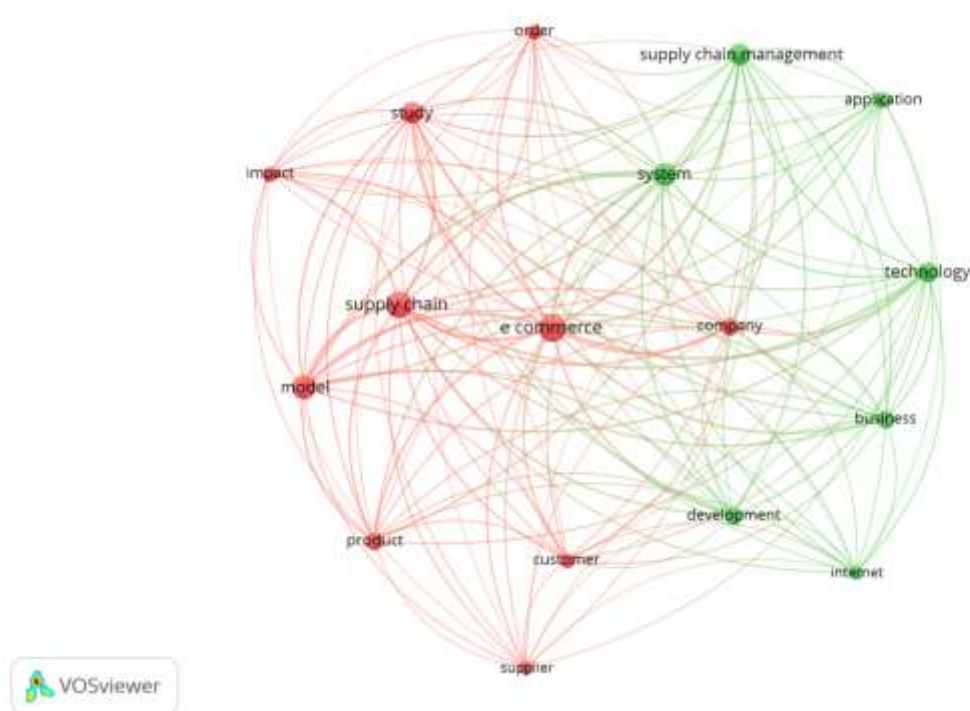 order
supply chain management
application
study
impact
system
technology
supply chain
e commerce
company
model
business
development
product
customer
internet
supplier
VOSviewer